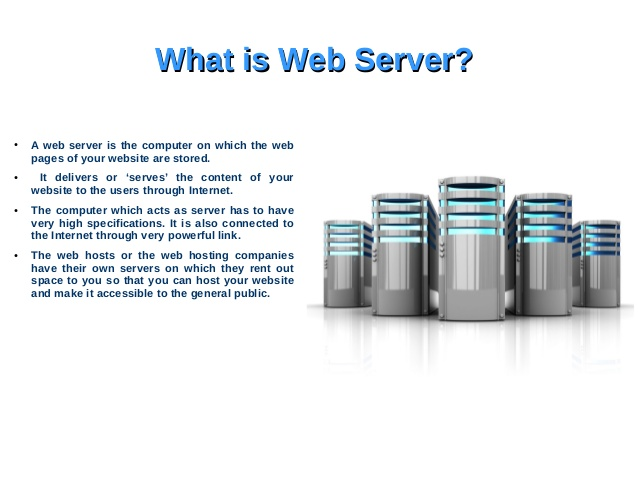 What is Web Server?
• A web server is the computer on which the web
pages of your website are stored.
• It delivers or ‘serves’ the content of your
website to the users through Internet.
• The computer which acts as server has to have
very high specifications. It is also connected to
the Internet through very powerful link.
• The web hosts or the web hosting companies
have their own servers on which they rent out
space to you so that you can host your website
and make it accessible to the general public.